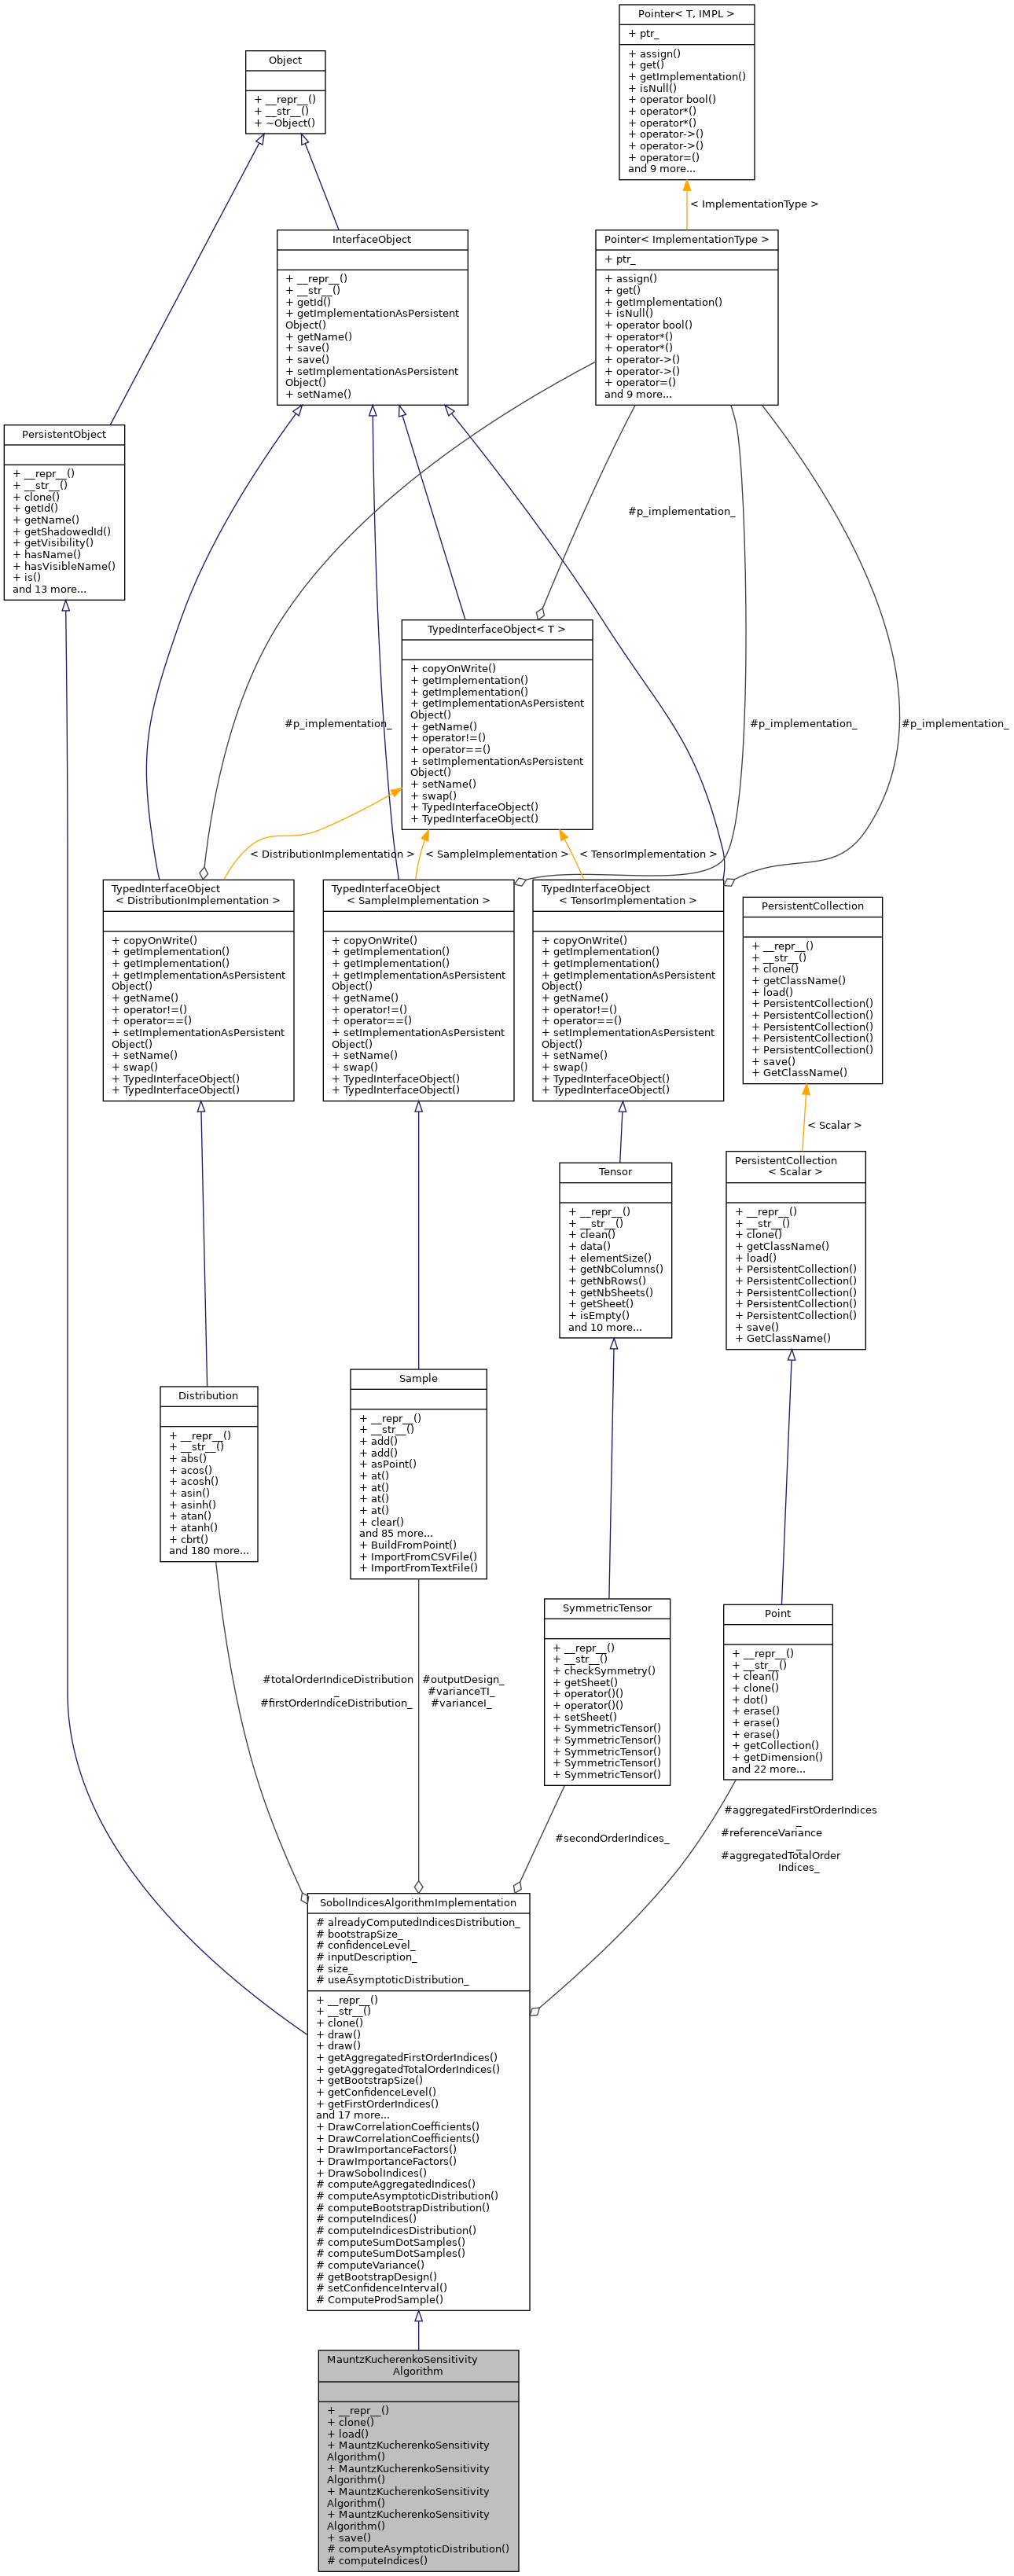 Pointer< T, IMPL >
+ ptr_
+ assign()
+ get()
+ getImplementation()
+ isNull()
+ operator bool()
+ operator*()
+ operator*()
+ operator->()
+ operator->()
+ operator=()
and 9 more...
Object
+ __repr__()
+ __str__()
+ ~Object()
< ImplementationType >
InterfaceObject
+ __repr__()
+ __str__()
+ getId()
+ getImplementationAsPersistent
Object()
+ getName()
+ save()
+ save()
+ setImplementationAsPersistent
Object()
+ setName()
Pointer< ImplementationType >
+ ptr_
+ assign()
+ get()
+ getImplementation()
+ isNull()
+ operator bool()
+ operator*()
+ operator*()
+ operator->()
+ operator->()
+ operator=()
and 9 more...
PersistentObject
+ __repr__()
+ __str__()
+ clone()
+ getId()
+ getName()
+ getShadowedId()
+ getVisibility()
+ hasName()
+ hasVisibleName()
+ is()
and 13 more...
#p_implementation_
TypedInterfaceObject< T >
+ copyOnWrite()
+ getImplementation()
+ getImplementation()
+ getImplementationAsPersistent
Object()
+ getName()
+ operator!=()
+ operator==()
+ setImplementationAsPersistent
Object()
+ setName()
+ swap()
+ TypedInterfaceObject()
+ TypedInterfaceObject()
#p_implementation_
#p_implementation_
#p_implementation_
< DistributionImplementation >
< SampleImplementation >
< TensorImplementation >
TypedInterfaceObject
< DistributionImplementation >
+ copyOnWrite()
+ getImplementation()
+ getImplementation()
+ getImplementationAsPersistent
Object()
+ getName()
+ operator!=()
+ operator==()
+ setImplementationAsPersistent
Object()
+ setName()
+ swap()
+ TypedInterfaceObject()
+ TypedInterfaceObject()
TypedInterfaceObject
< SampleImplementation >
+ copyOnWrite()
+ getImplementation()
+ getImplementation()
+ getImplementationAsPersistent
Object()
+ getName()
+ operator!=()
+ operator==()
+ setImplementationAsPersistent
Object()
+ setName()
+ swap()
+ TypedInterfaceObject()
+ TypedInterfaceObject()
TypedInterfaceObject
< TensorImplementation >
+ copyOnWrite()
+ getImplementation()
+ getImplementation()
+ getImplementationAsPersistent
Object()
+ getName()
+ operator!=()
+ operator==()
+ setImplementationAsPersistent
Object()
+ setName()
+ swap()
+ TypedInterfaceObject()
+ TypedInterfaceObject()
PersistentCollection
+ __repr__()
+ __str__()
+ clone()
+ getClassName()
+ load()
+ PersistentCollection()
+ PersistentCollection()
+ PersistentCollection()
+ PersistentCollection()
+ PersistentCollection()
+ save()
+ GetClassName()
< Scalar >
Tensor
+ __repr__()
+ __str__()
+ clean()
+ data()
+ elementSize()
+ getNbColumns()
+ getNbRows()
+ getNbSheets()
+ getSheet()
+ isEmpty()
and 10 more...
PersistentCollection
< Scalar >
+ __repr__()
+ __str__()
+ clone()
+ getClassName()
+ load()
+ PersistentCollection()
+ PersistentCollection()
+ PersistentCollection()
+ PersistentCollection()
+ PersistentCollection()
+ save()
+ GetClassName()
Distribution
+ __repr__()
+ __str__()
+ abs()
+ acos()
+ acosh()
+ asin()
+ asinh()
+ atan()
+ atanh()
+ cbrt()
and 180 more...
Sample
+ __repr__()
+ __str__()
+ add()
+ add()
+ asPoint()
+ at()
+ at()
+ at()
+ at()
+ clear()
and 85 more...
+ BuildFromPoint()
+ ImportFromCSVFile()
+ ImportFromTextFile()
SymmetricTensor
+ __repr__()
+ __str__()
+ checkSymmetry()
+ getSheet()
+ operator()()
+ operator()()
+ setSheet()
+ SymmetricTensor()
+ SymmetricTensor()
+ SymmetricTensor()
+ SymmetricTensor()
+ SymmetricTensor()
Point
+ __repr__()
+ __str__()
+ clean()
+ clone()
+ dot()
+ erase()
+ erase()
+ erase()
+ getCollection()
+ getDimension()
and 22 more...
#totalOrderIndiceDistribution
_
#firstOrderIndiceDistribution_
#outputDesign_
#varianceTI_
#varianceI_
#secondOrderIndices_
#aggregatedFirstOrderIndices
_
#referenceVariance
_
#aggregatedTotalOrder
Indices_
SobolIndicesAlgorithmImplementation
# alreadyComputedIndicesDistribution_
# bootstrapSize_
# confidenceLevel_
# inputDescription_
# size_
# useAsymptoticDistribution_
+ __repr__()
+ __str__()
+ clone()
+ draw()
+ draw()
+ getAggregatedFirstOrderIndices()
+ getAggregatedTotalOrderIndices()
+ getBootstrapSize()
+ getConfidenceLevel()
+ getFirstOrderIndices()
and 17 more...
+ DrawCorrelationCoefficients()
+ DrawCorrelationCoefficients()
+ DrawImportanceFactors()
+ DrawImportanceFactors()
+ DrawSobolIndices()
# computeAggregatedIndices()
# computeAsymptoticDistribution()
# computeBootstrapDistribution()
# computeIndices()
# computeIndicesDistribution()
# computeSumDotSamples()
# computeSumDotSamples()
# computeVariance()
# getBootstrapDesign()
# setConfidenceInterval()
# ComputeProdSample()
MauntzKucherenkoSensitivity
Algorithm
+ __repr__()
+ clone()
+ load()
+ MauntzKucherenkoSensitivity
Algorithm()
+ MauntzKucherenkoSensitivity
Algorithm()
+ MauntzKucherenkoSensitivity
Algorithm()
+ MauntzKucherenkoSensitivity
Algorithm()
+ save()
# computeAsymptoticDistribution()
# computeIndices()